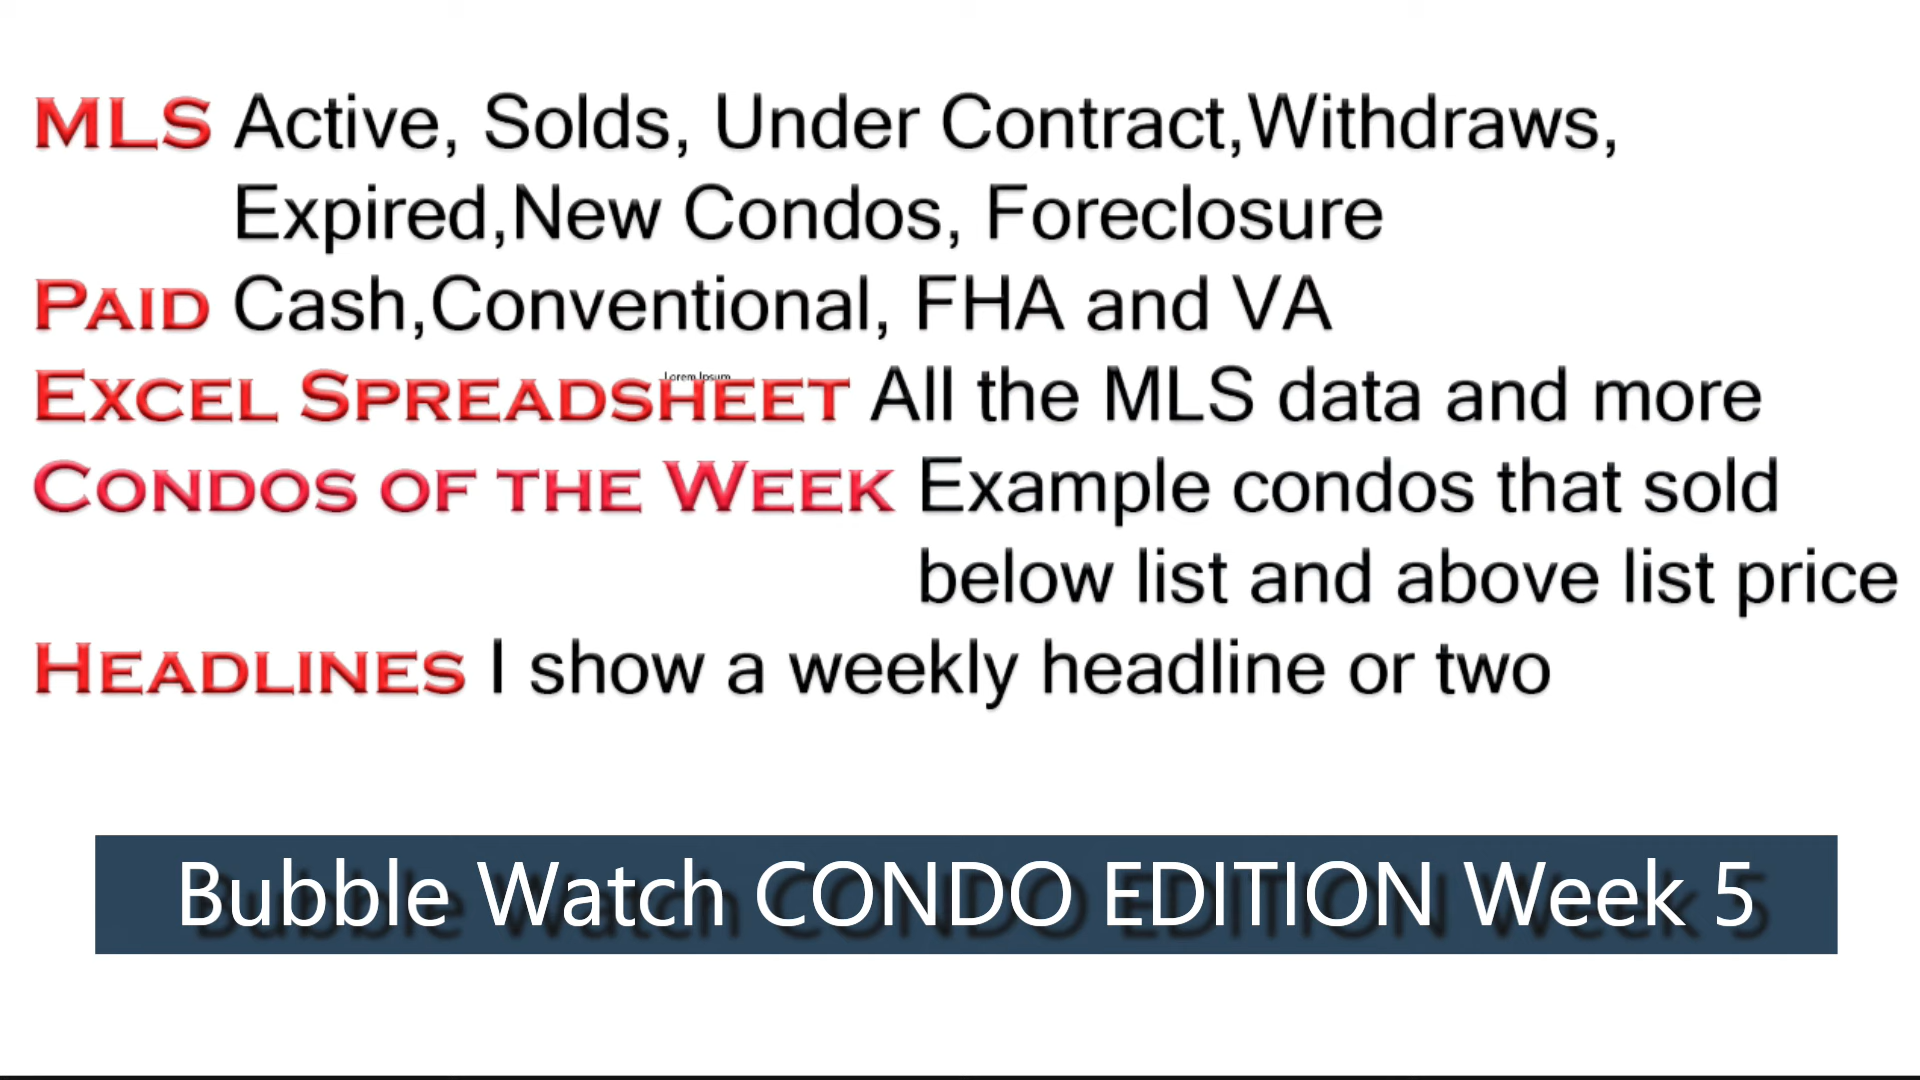 MLS Active, Solds, Under Contract,Withdraws,
Expired,New Condos, Foreclosure
PAID Cash,Conventional, FHA and VA
Lorem Ipsum
EXCEL SPREADSHEET All the MLS data and more
CONDOS OF THE WEEK Example condos that sold
below list and above list price
HEADLINES I show a weekly headline or two
Bubble Watch CONDO EDITION Week 5